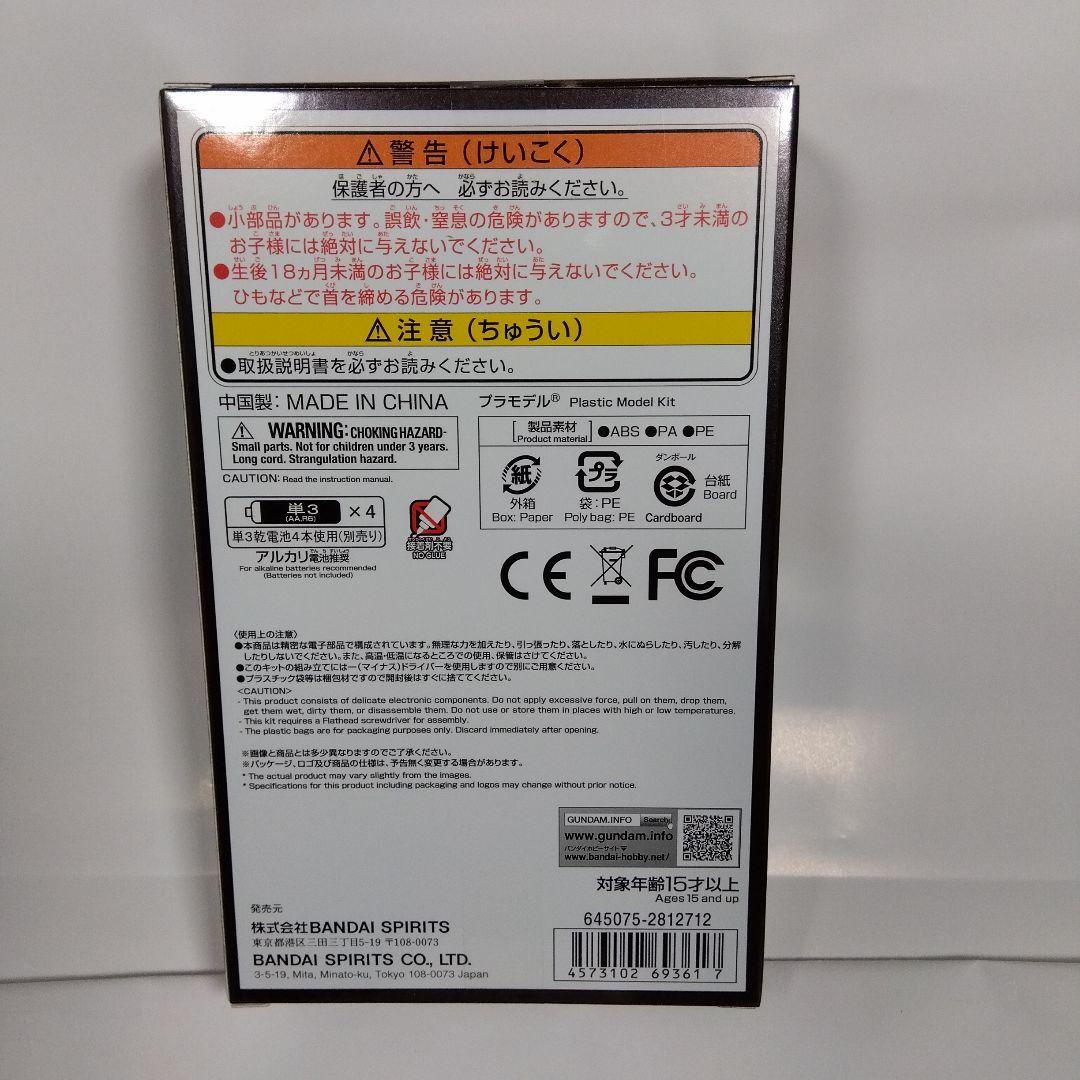 ⚠警告（けいこく）
保護者の方へ 必ずお読みください。
●小部品があります。誤飲・窒息の危険がありますので、3才未満の
お子様には絶対に与えないでください。
●生後18ヵ月未満のお子様には絶対に与えないでください。
ひもなどで首を締める危険があります。
⚠注意（ちゅうい）
●取扱説明書を必ずお読みください。
中国製：MADE IN CHINA
⚠ WARNING: CHOKING HAZARD-
Small parts. Not for children under 3 years.
Long cord. Strangulation hazard.
CAUTION: Read the instruction manual.
単3
(AA,R6)
×4
単3乾電池4本使用(別売り)
アルカリ電池推奨
For alkaline batteries recommended
(Batteries not included)
接着剤不要
NO GLUE
プラモデル® Plastic Model Kit
製品素材
Product material
●ABS ●PA ●PE
紙
外箱
Box: Paper
プラ
袋：PE
Poly bag: PE
ダンボール
台紙
Board
Cardboard
CE FC
〈使用上の注意〉
●本商品は精密な電子部品で構成されています。無理な力を加えたり、引っ張ったり、落としたり、水にぬらしたり、汚したり、分解
したりしないでください。また、高温・低温になるところでの使用、保管はさけてください。
●このキットの組み立てには－(マイナス)ドライバーを使用しますので別にご用意ください。
●プラスチック袋等は梱包材ですので開封後はすぐに捨ててください。
<CAUTION>
- This product consists of delicate electronic components. Do not apply excessive force, pull on them, drop them,
get them wet, dirty them, or disassemble them. Do not use or store them in places with high or low temperatures.
- This kit requires a Flathead screwdriver for assembly.
- The plastic bags are for packaging purposes only. Discard immediately after opening.
※画像と商品とは多少異なりますのでご了承ください。
※パッケージ、ロゴ及び商品の仕様は、予告無く変更する場合があります。
* The actual product may vary slightly from the images.
* Specifications for this product including packaging and logos may change without prior notice.
GUNDAM.INFO Search
www.gundam.info
バンダイホビーサイト▽
www.bandai-hobby.net/
対象年齢15才以上
Ages 15 and up
645075-2812712
4573102 693617
発売元
株式会社BANDAI SPIRITS
東京都港区三田三丁目5-19 〒108-0073
BANDAI SPIRITS CO., LTD.
3-5-19, Mita, Minato-ku, Tokyo 108-0073 Japan